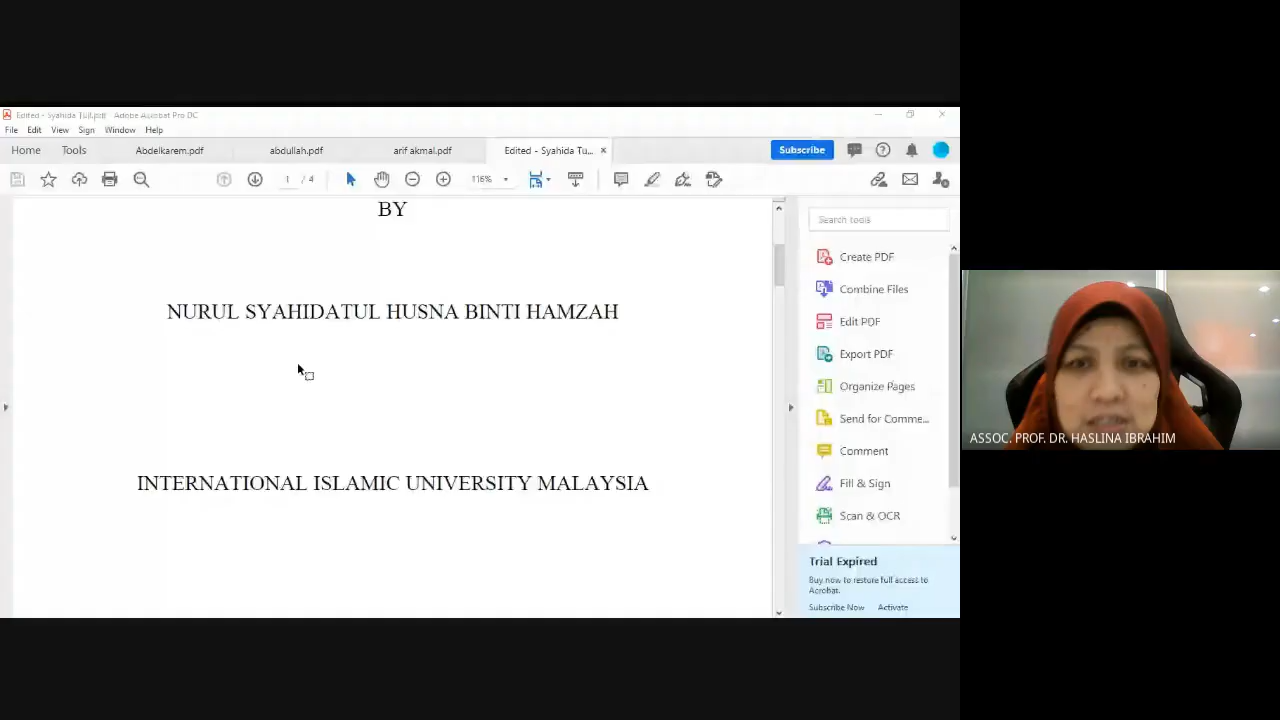 Edited - Syahida Tull.pdf - Adobe Acrobat Pro DC
File Edit View Sign Window Help
Home Tools Abdelkarem.pdf abdullah.pdf arif akmal.pdf Edited - Syahida Tu... × Subscribe
1 / 4 116%
BY
NURUL SYAHIDATUL HUSNA BINTI HAMZAH
INTERNATIONAL ISLAMIC UNIVERSITY MALAYSIA
Search tools
Create PDF
Combine Files
Edit PDF
Export PDF
Organize Pages
Send for Comme...
Comment
Fill & Sign
Scan & OCR
Trial Expired
Buy now to restore full access to
Acrobat.
Subscribe Now Activate
ASSOC. PROF. DR. HASLINA IBRAHIM